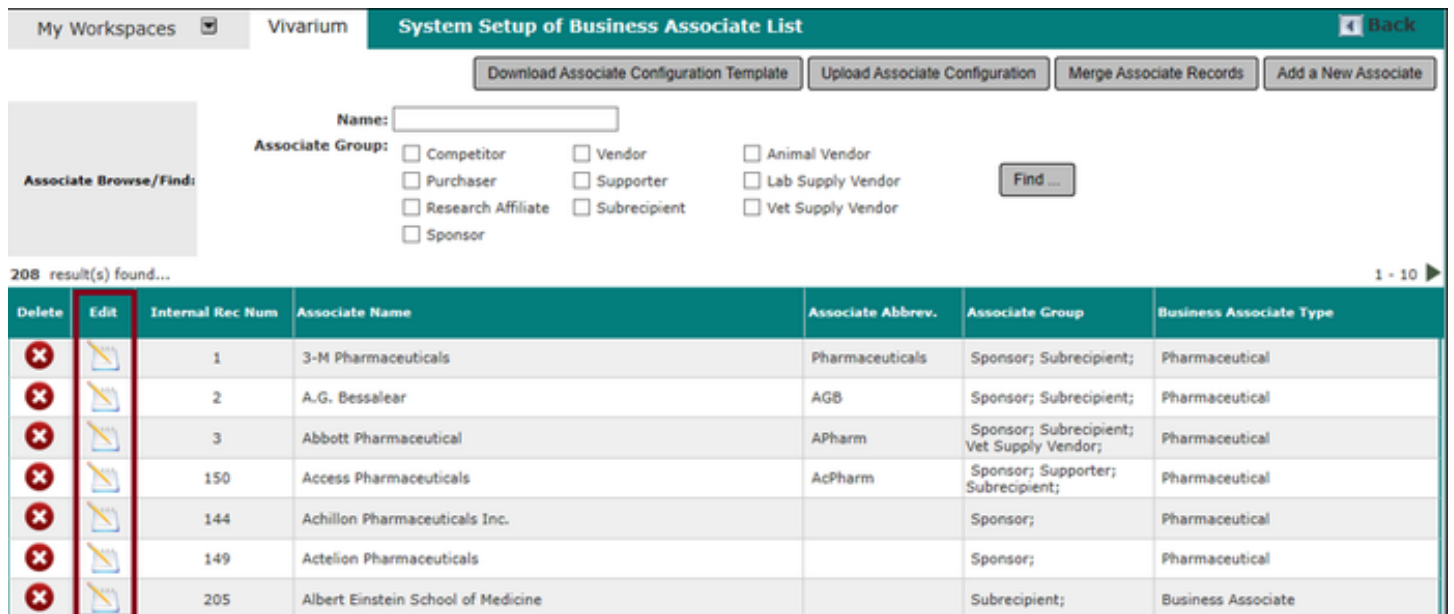 My Workspaces Vivarium System Setup of Business Associate List Back
Download Associate Configuration Template Upload Associate Configuration Merge Associate Records Add a New Associate
Name:
Associate Group:
Competitor Vendor Animal Vendor
Associate Browse/Find:
Purchaser Supporter Lab Supply Vendor
Find ...
Research Affiliate Subrecipient Vet Supply Vendor
Sponsor
208 result(s) found... 1 - 10
Delete Edit Internal Rec Num Associate Name Associate Abbrev. Associate Group Business Associate Type
1 3-M Pharmaceuticals Pharmaceuticals Sponsor; Subrecipient; Pharmaceutical
2 A.G. Bessalear AGB Sponsor; Subrecipient; Pharmaceutical
3 Abbott Pharmaceutical APharm Sponsor; Subrecipient; Pharmaceutical
Vet Supply Vendor;
150 Access Pharmaceuticals AcPharm Sponsor; Supporter; Pharmaceutical
Subrecipient;
144 Achillon Pharmaceuticals Inc. Sponsor; Pharmaceutical
149 Actelion Pharmaceuticals Sponsor; Pharmaceutical
205 Albert Einstein School of Medicine Subrecipient; Business Associate